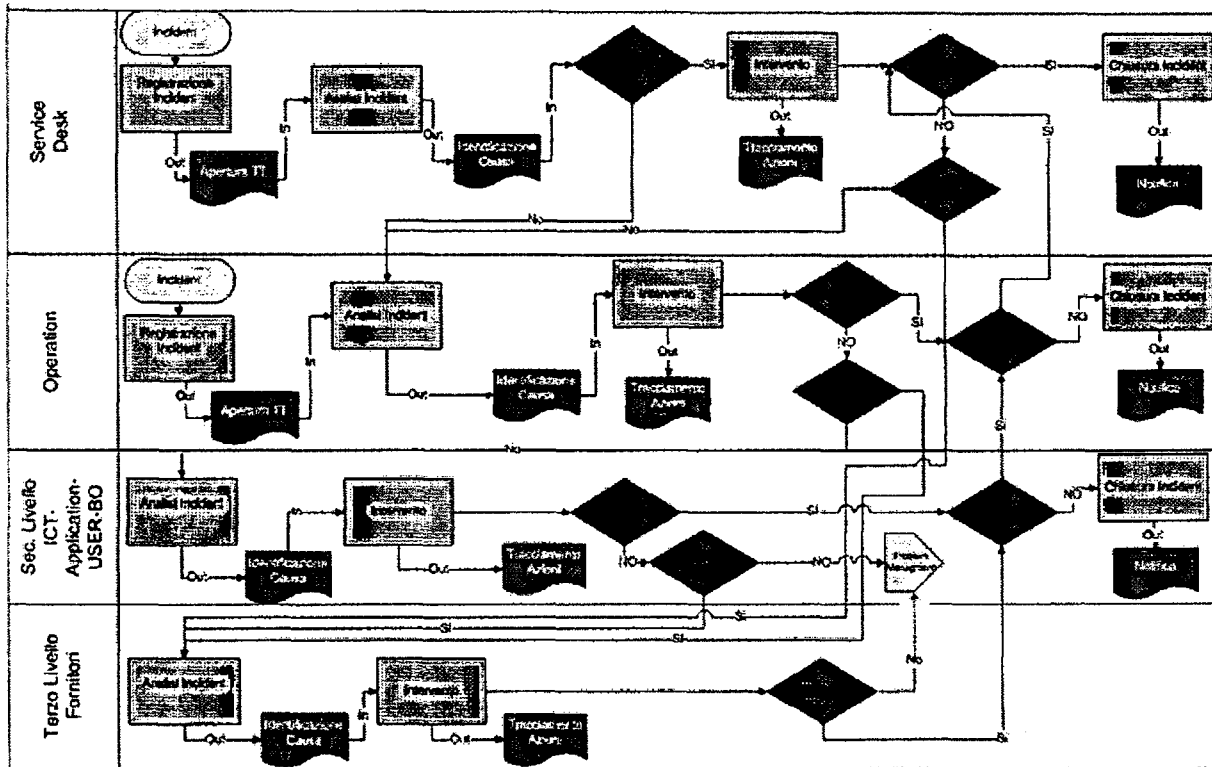 Service
Desk
Incident
Registrazione
Incident
Out
Apertura TT
In
Analisi Incident
Out
Identificazione
Causa
In
Si
No
Intervento
Out
Tracciamento
Azioni
NO
No
Si
Si
Chiusura Incident
Out
Notifica
Operation
Incident
Registrazione
Incident
Out
Apertura TT
In
Analisi Incident
Out
Identificazione
Causa
In
Intervento
Out
Tracciamento
Azioni
NO
Si
NO
Chiusura Incident
Out
Notifica
No
Si
Sec. Livello
ICT-
Application-
USER-BO
Analisi Incident
Out
Identificazione
Causa
In
Intervento
Out
Tracciamento
Azioni
Si
NO
NO
Problem
Management
NO
Chiusura Incident
Out
Notifica
Si
Si
Si
Terzo Livello
Fornitori
Analisi Incident
Out
Identificazione
Causa
In
Intervento
Out
Tracciamento
Azioni
No
Si
Si